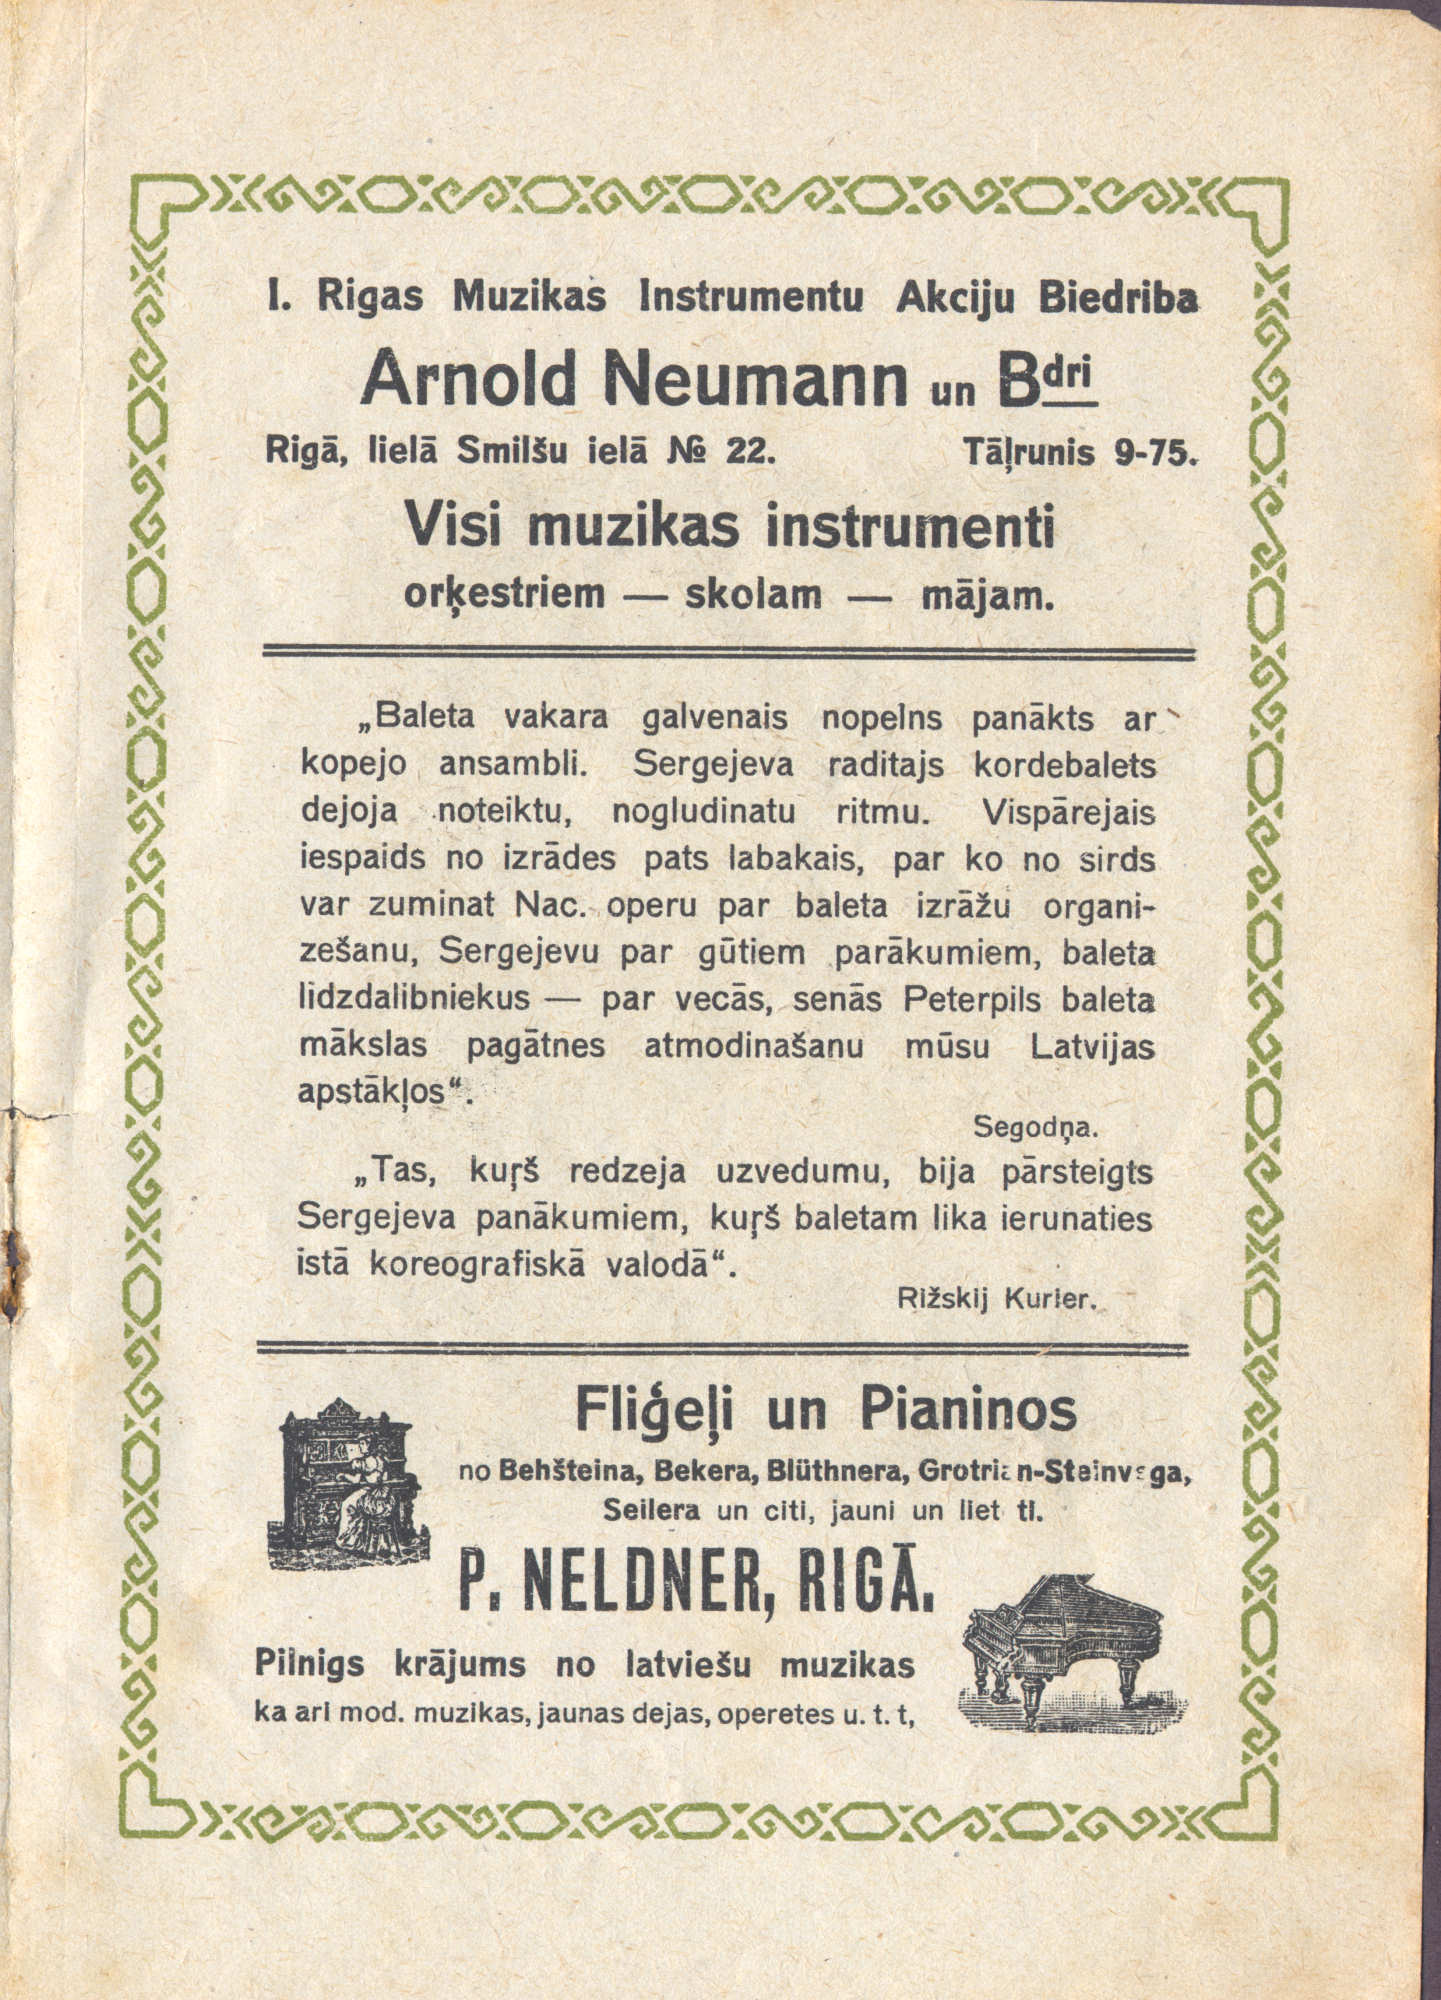 I. Rigas Muzikas Instrumentu Akciju Biedriba
Arnold Neumann un Bdri
Rigā, lielā Smilšu ielā № 22. Tāļrunis 9-75.
Visi muzikas instrumenti
orķestriem — skolam — mājam.
„Baleta vakara galvenais nopelns panākts ar
kopejo ansambli. Sergejeva raditajs kordebalets
dejoja noteiktu, nogludinatu ritmu. Vispārejais
iespaids no izrādes pats labakais, par ko no sirds
var zuminat Nac. operu par baleta izrāžu organi-
zešanu, Sergejevu par gūtiem parākumiem, baleta
lidzdalibniekus — par vecās, senās Peterpils baleta
mākslas pagātnes atmodinašanu mūsu Latvijas
apstākļos“.
Segodņa.
„Tas, kuŗš redzeja uzvedumu, bija pārsteigts
Sergejeva panākumiem, kuŗš baletam lika ierunaties
istā koreografiskā valodā“.
Rižskij Kurier.
Fliģeļi un Pianinos
no Behšteina, Bekera, Blüthnera, Grotrian-Steinvega,
Seilera un citi, jauni un liet ti.
P. NELDNER, RIGĀ.
Pilnigs krājums no latviešu muzikas
ka ari mod. muzikas, jaunas dejas, operetes u. t. t,